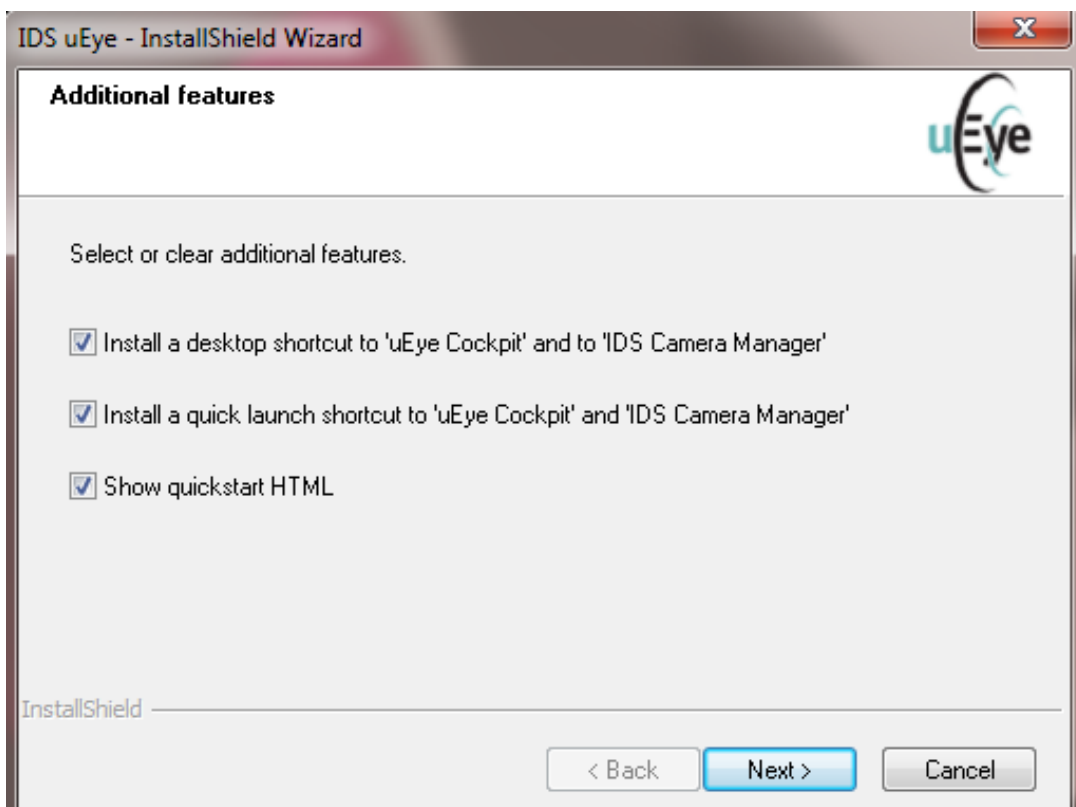 IDS uEye - InstallShield Wizard
Additional features
uEye
Select or clear additional features.
Install a desktop shortcut to 'uEye Cockpit' and to 'IDS Camera Manager'
Install a quick launch shortcut to 'uEye Cockpit' and 'IDS Camera Manager'
Show quickstart HTML
InstallShield
< Back Next > Cancel